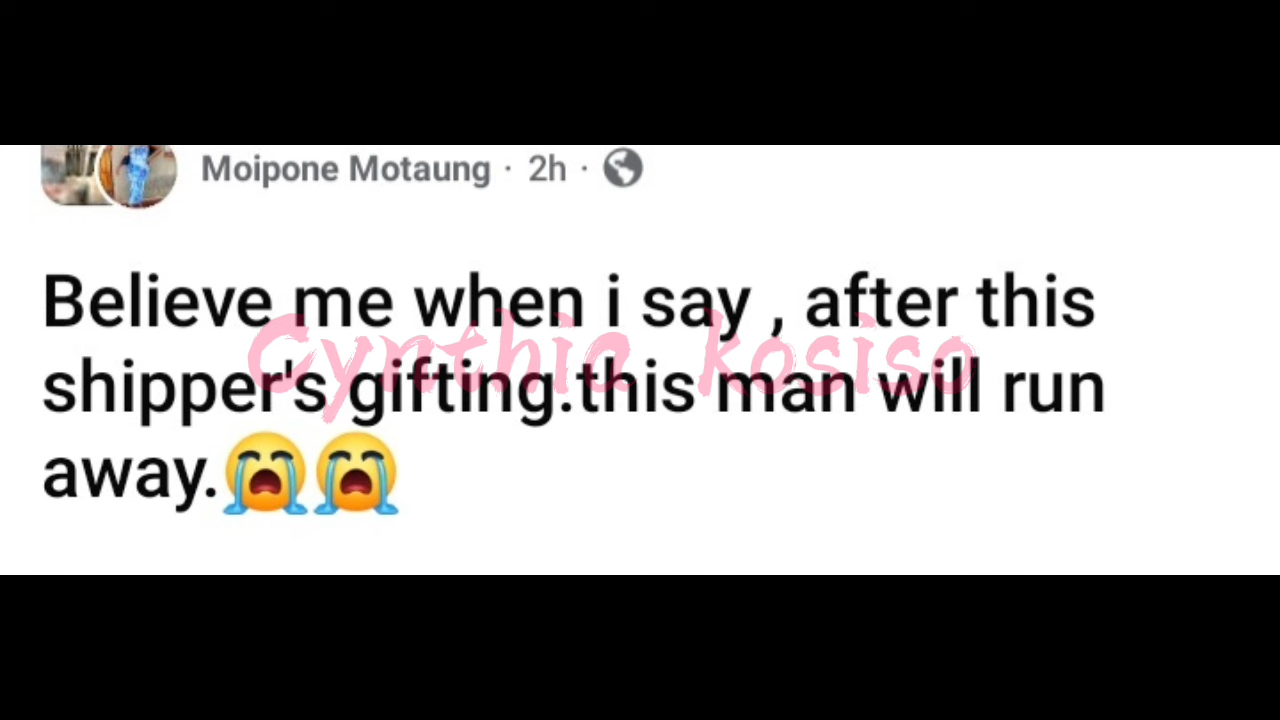 Moipone Motaung · 2h ·
Believe me when i say , after this
shipper's gifting.this man will run
away.😭😭
Cynthia kosiso